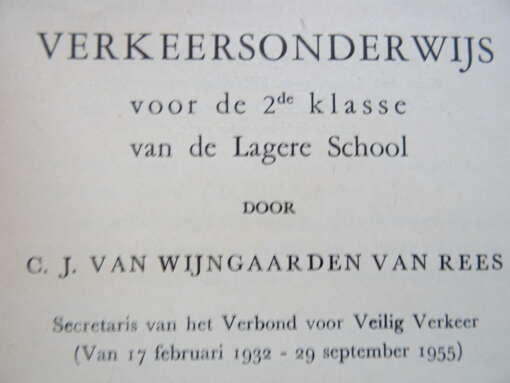 VERKEERSONDERWIJS
voor de 2de klasse
van de Lagere School
DOOR
C. J. VAN WIJNGAARDEN VAN REES
Secretaris van het Verbond voor Veilig Verkeer
(Van 17 februari 1932 - 29 september 1955)